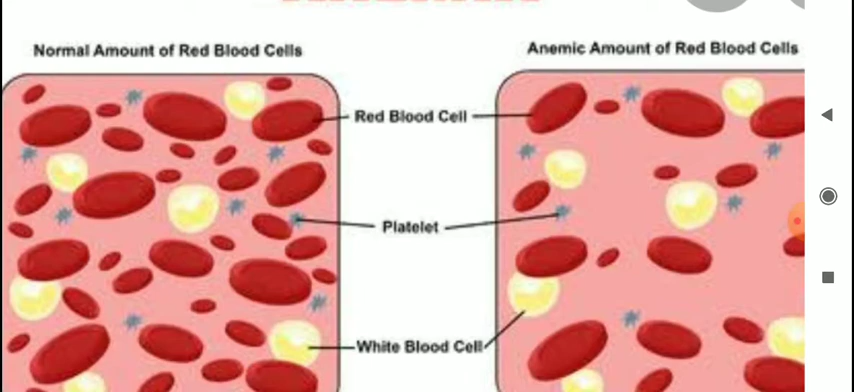 Normal Amount of Red Blood Cells
Anemic Amount of Red Blood Cells
Red Blood Cell
Platelet
White Blood Cell